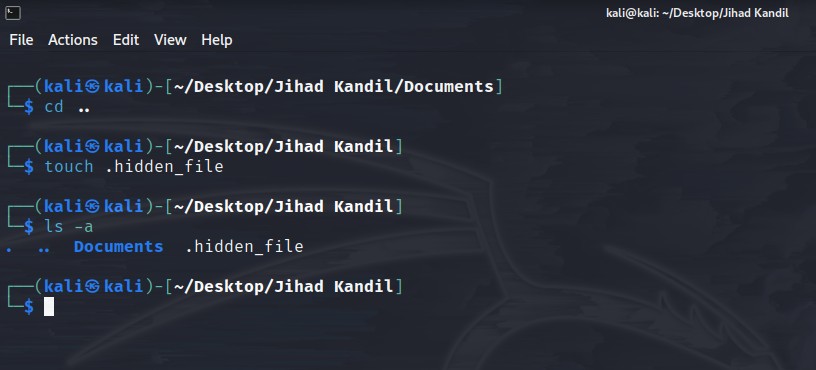 kali@kali: ~/Desktop/Jihad Kandil
File Actions Edit View Help
┌──(kali㉿kali)-[~/Desktop/Jihad Kandil/Documents]
└─$ cd ..
┌──(kali㉿kali)-[~/Desktop/Jihad Kandil]
└─$ touch .hidden_file
┌──(kali㉿kali)-[~/Desktop/Jihad Kandil]
└─$ ls -a
. .. Documents .hidden_file
┌──(kali㉿kali)-[~/Desktop/Jihad Kandil]
└─$